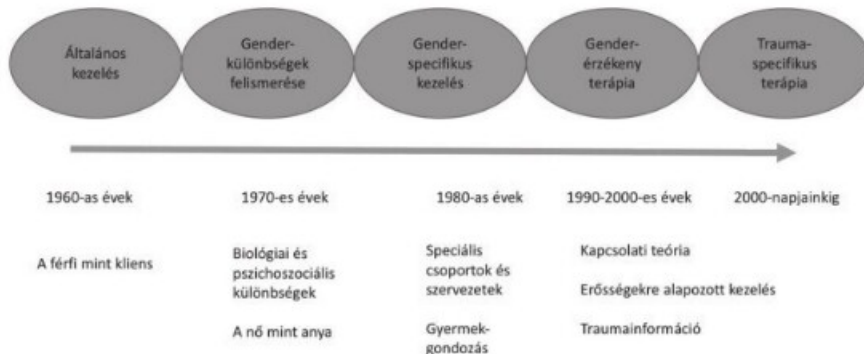 Általános
kezelés
Gender-
különbségek
felismerése
Gender-
specifikus
kezelés
Gender-
érzékeny
terápia
Trauma-
specifikus
terápia
1960-as évek
1970-es évek
1980-as évek
1990-2000-es évek
2000-napjainkig
A férfi mint kliens
Biológiai és
pszichoszociális
különbségek
A nő mint anya
Speciális
csoportok és
szervezetek
Gyermek-
gondozás
Kapcsolati teória
Erősségekre alapozott kezelés
Traumainformáció